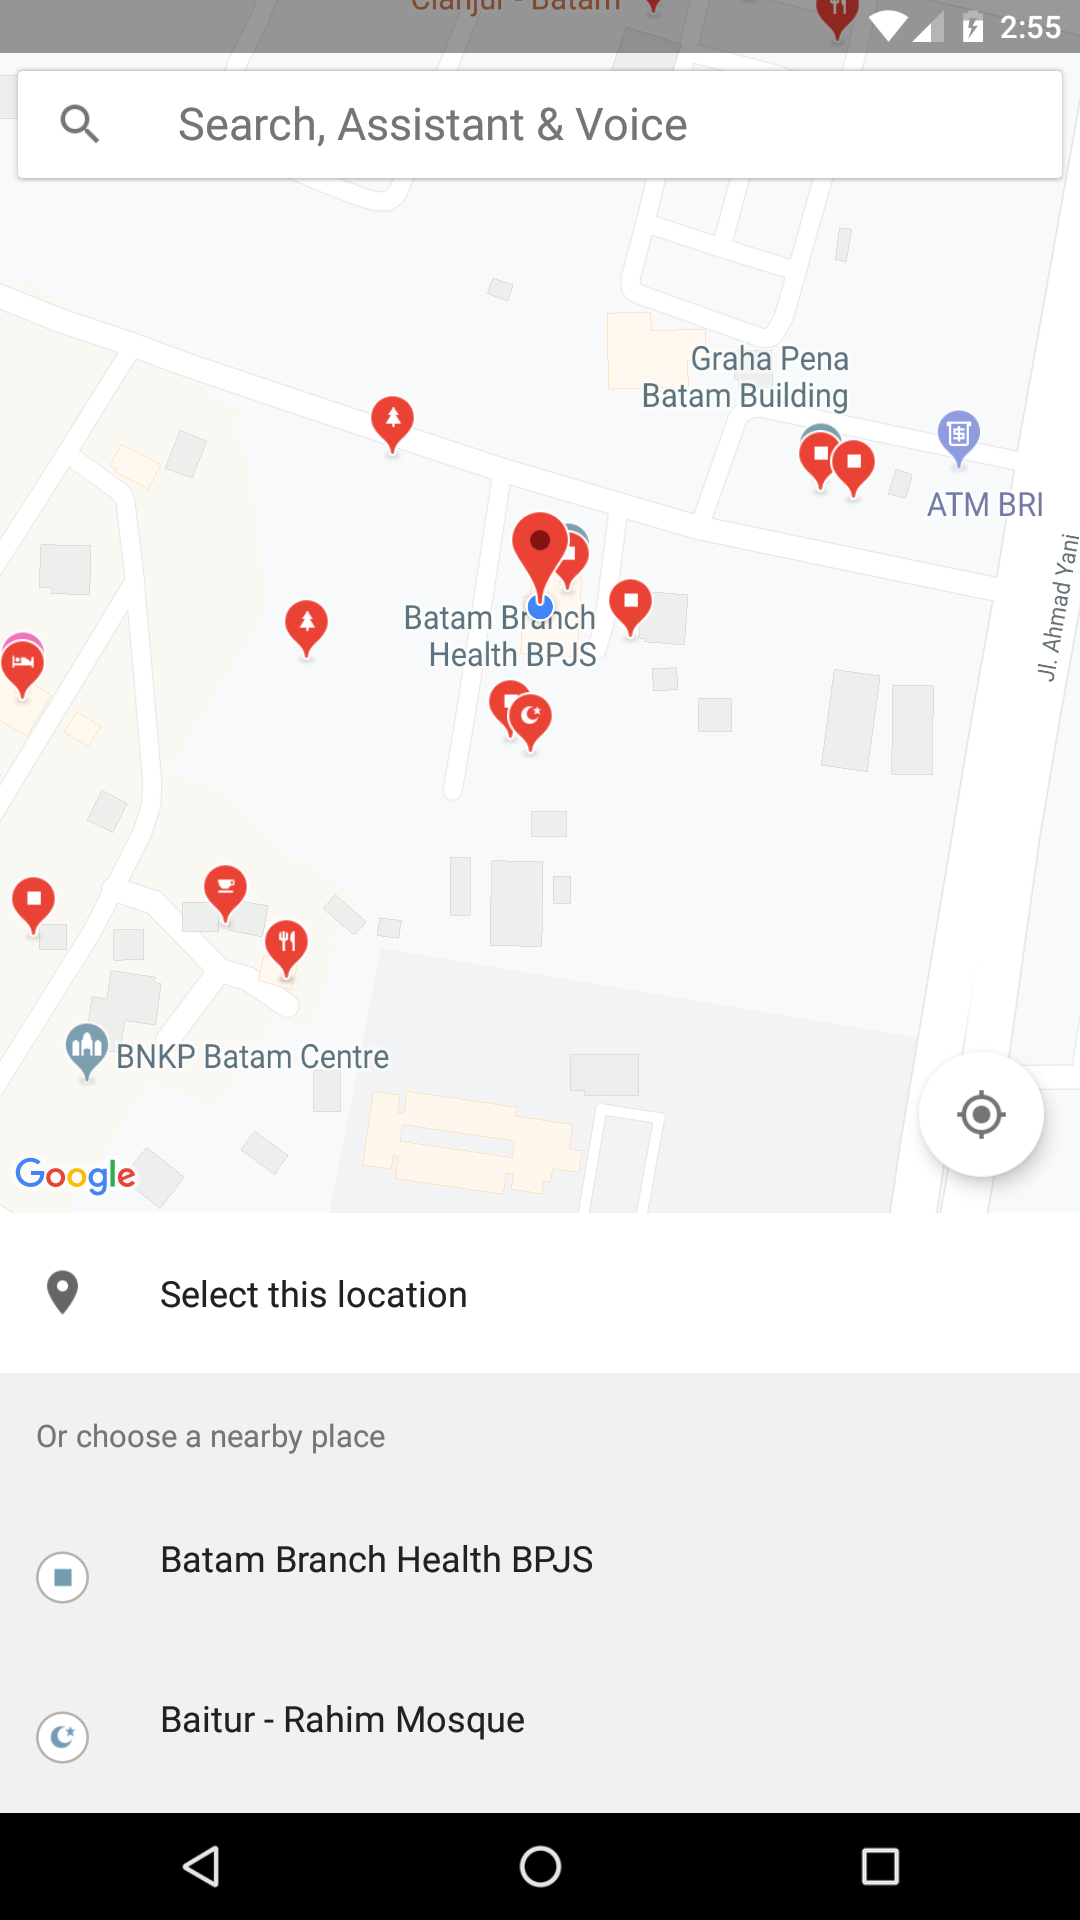 Cianjur - Batam
2:55
Search, Assistant & Voice
Graha Pena
Batam Building
ATM BRI
Jl. Ahmad Yani
Batam Branch
Health BPJS
BNKP Batam Centre
Google
Select this location
Or choose a nearby place
Batam Branch Health BPJS
Baitur - Rahim Mosque